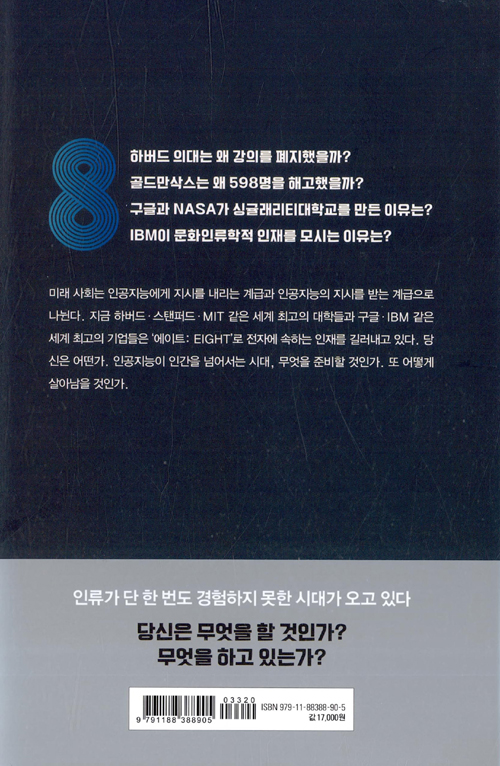 8
하버드 의대는 왜 강의를 폐지했을까?
골드만삭스는 왜 598명을 해고했을까?
구글과 NASA가 싱귤래리티대학교를 만든 이유는?
IBM이 문화인류학적 인재를 모시는 이유는?
미래 사회는 인공지능에게 지시를 내리는 계급과 인공지능의 지시를 받는 계급으로
나뉜다. 지금 하버드·스탠퍼드·MIT 같은 세계 최고의 대학들과 구글·IBM 같은
세계 최고의 기업들은 '에이트: EIGHT'로 전자에 속하는 인재를 길러내고 있다. 당
신은 어떤가. 인공지능이 인간을 넘어서는 시대, 무엇을 준비할 것인가. 또 어떻게
살아남을 것인가.
인류가 단 한 번도 경험하지 못한 시대가 오고 있다
당신은 무엇을 할 것인가?
무엇을 하고 있는가?
03320
9 791188 388905
ISBN 979-11-88388-90-5
값 17,000원